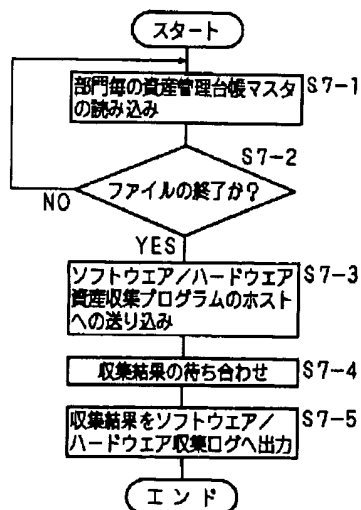 スタート
部門毎の資産管理台帳マスタ
の読み込み
S7-1
S7-2
ファイルの終了か?
NO
YES
ソフトウェア/ハードウェア
資産収集プログラムのホスト
への送り込み
S7-3
収集結果の待ち合わせ
S7-4
収集結果をソフトウェア/
ハードウェア収集ログへ出力
S7-5
エンド